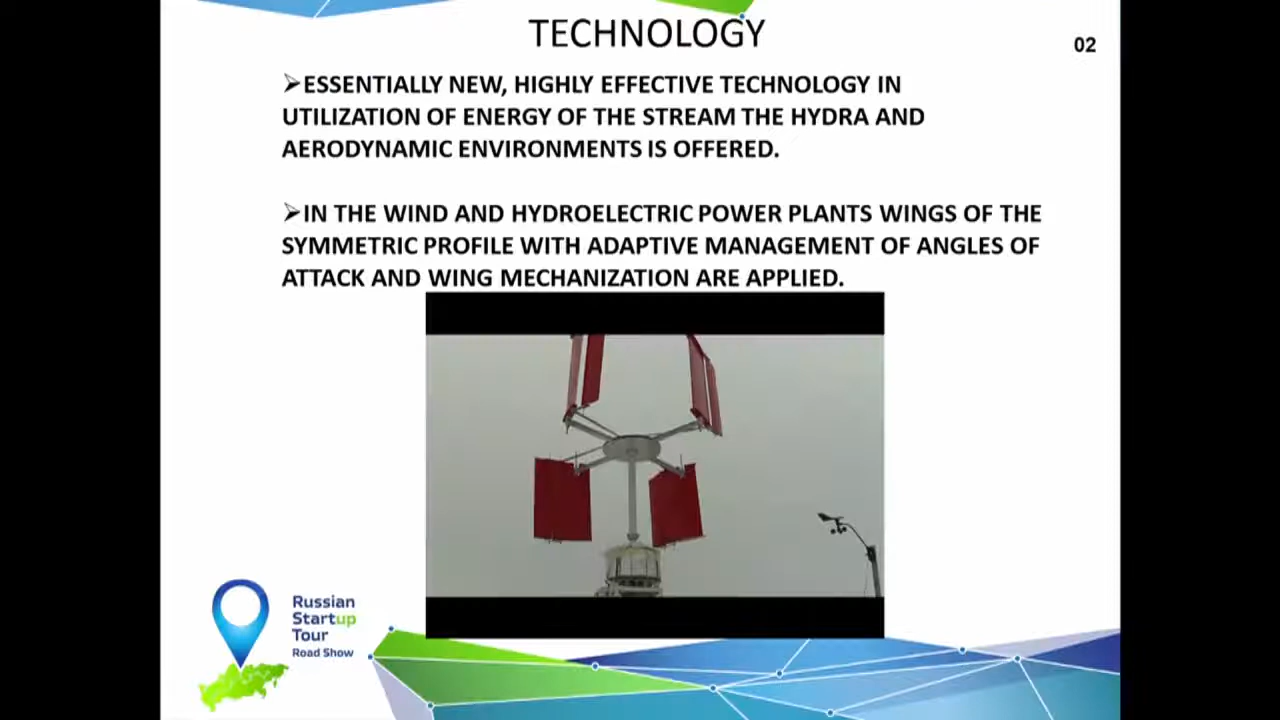 TECHNOLOGY
02
➢ESSENTIALLY NEW, HIGHLY EFFECTIVE TECHNOLOGY IN
UTILIZATION OF ENERGY OF THE STREAM THE HYDRA AND
AERODYNAMIC ENVIRONMENTS IS OFFERED.
➢IN THE WIND AND HYDROELECTRIC POWER PLANTS WINGS OF THE
SYMMETRIC PROFILE WITH ADAPTIVE MANAGEMENT OF ANGLES OF
ATTACK AND WING MECHANIZATION ARE APPLIED.
Russian
Startup
Tour
Road Show